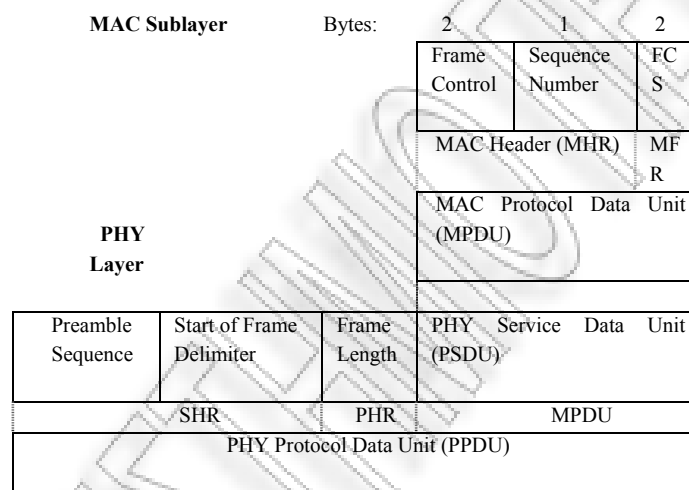 MAC Sublayer Bytes: 2 1 2
Frame Control Sequence Number FC S
MAC Header (MHR) MF R
MAC Protocol Data Unit (MPDU)
PHY Layer
Preamble Sequence Start of Frame Delimiter Frame Length PHY Service Data Unit (PSDU)
SHR PHR MPDU
PHY Protocol Data Unit (PPDU)